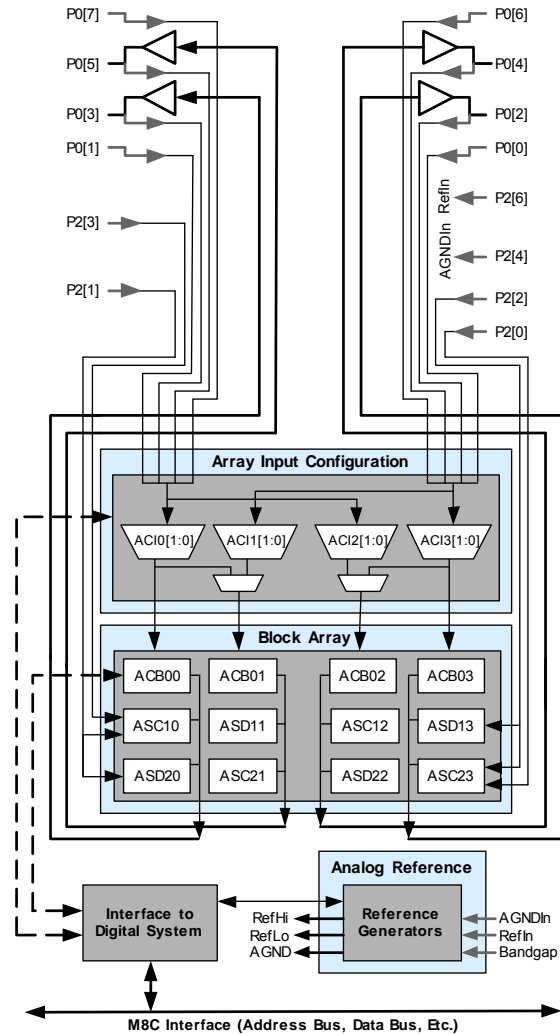 P0[7] P0[6]
P0[5] P0[4]
P0[3] P0[2]
P0[1] P0[0]
AGNDIn RefIn
P2[6]
P2[3]
P2[4]
P2[1] P2[2]
P2[0]
Array Input Configuration
ACI0[1:0] ACI1[1:0] ACI2[1:0] ACI3[1:0]
Block Array
ACB00 ACB01 ACB02 ACB03
ASC10 ASD11 ASC12 ASD13
ASD20 ASC21 ASD22 ASC23
Analog Reference
Interface to
Digital System
RefHi
RefLo
AGND
Reference
Generators
AGNDIn
RefIn
Bandgap
M8C Interface (Address Bus, Data Bus, Etc.)